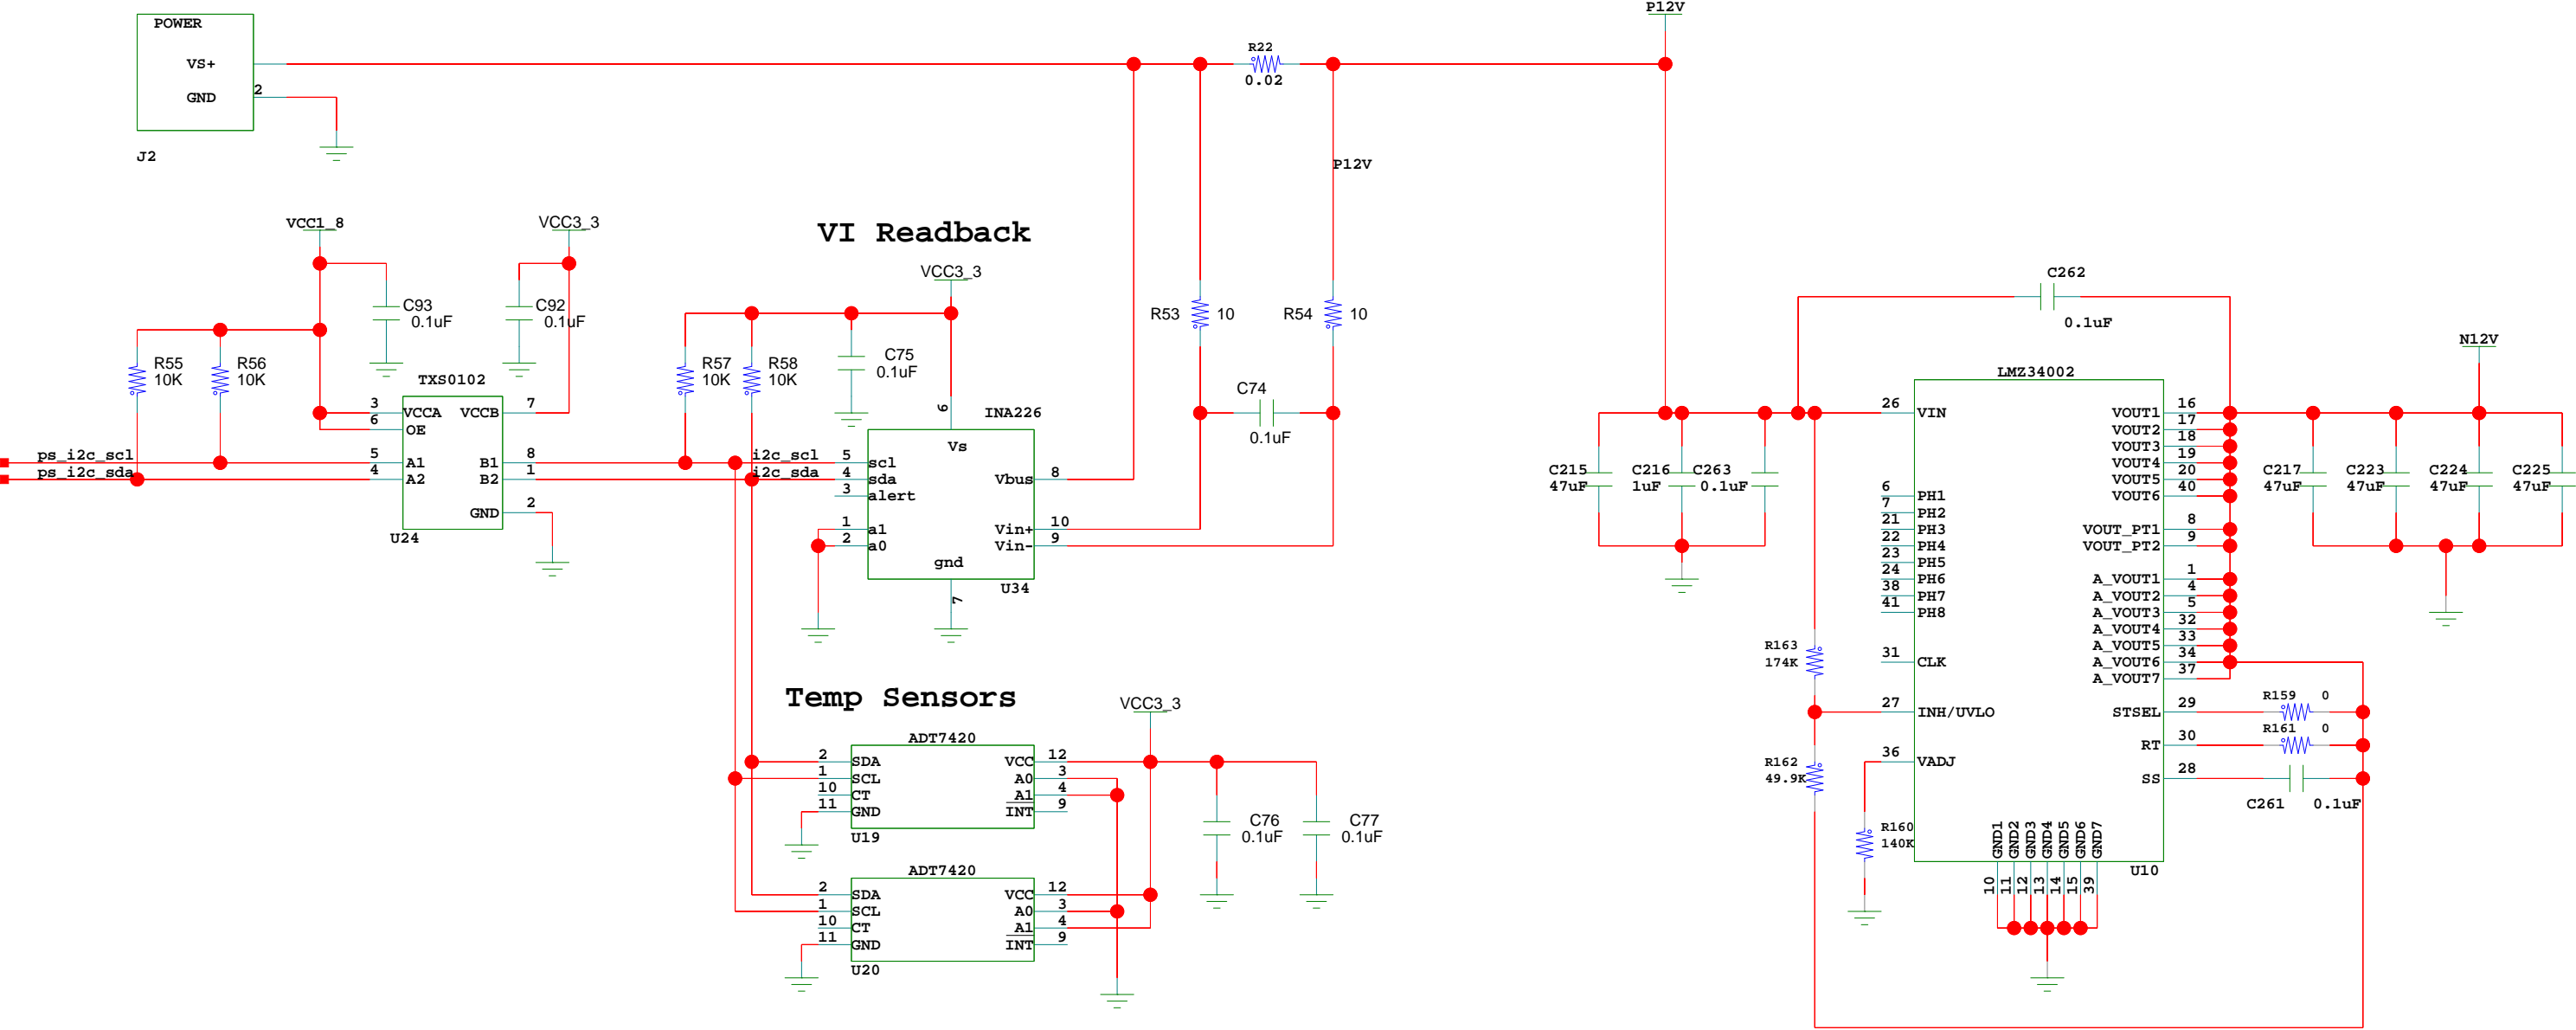 POWER
VS+
GND
2
J2
R22
0.02
P12V
P12V
VCC1_8
VCC3_3
C93
0.1uF
C92
0.1uF
R55
10K
R56
10K
TXS0102
3
VCCA
6
OE
5
A1
4
A2
VCCB
7
B1
8
B2
1
GND
2
U24
ps_i2c_scl
ps_i2c_sda
VI Readback
VCC3_3
R57
10K
R58
10K
C75
0.1uF
R53
10
R54
10
C74
0.1uF
INA226
6
Vs
i2c_scl
5
scl
i2c_sda
4
sda
3
alert
1
a1
2
a0
Vbus
8
Vin+
10
Vin-
9
gnd
7
U34
Temp Sensors
VCC3_3
ADT7420
2
SDA
1
SCL
10
CT
11
GND
VCC
12
A0
3
A1
4
INT
9
U19
C76
0.1uF
C77
0.1uF
ADT7420
2
SDA
1
SCL
10
CT
11
GND
VCC
12
A0
3
A1
4
INT
9
U20
C262
0.1uF
N12V
LMZ34002
C215
47uF
C216
1uF
C263
0.1uF
26
VIN
6
PH1
7
PH2
21
PH3
22
PH4
23
PH5
24
PH6
38
PH7
41
PH8
31
CLK
27
INH/UVLO
36
VADJ
VOUT1
16
VOUT2
17
VOUT3
18
VOUT4
19
VOUT5
20
VOUT6
40
VOUT_PT1
8
VOUT_PT2
9
A_VOUT1
1
A_VOUT2
4
A_VOUT3
5
A_VOUT4
32
A_VOUT5
33
A_VOUT6
34
A_VOUT7
37
STSEL
29
RT
30
SS
28
C217
47uF
C223
47uF
C224
47uF
C225
47uF
R163
174K
R162
49.9K
R160
140K
R159
0
R161
0
C261
0.1uF
GND1
GND2
GND3
GND4
GND5
GND6
GND7
10
11
12
13
14
15
39
U10